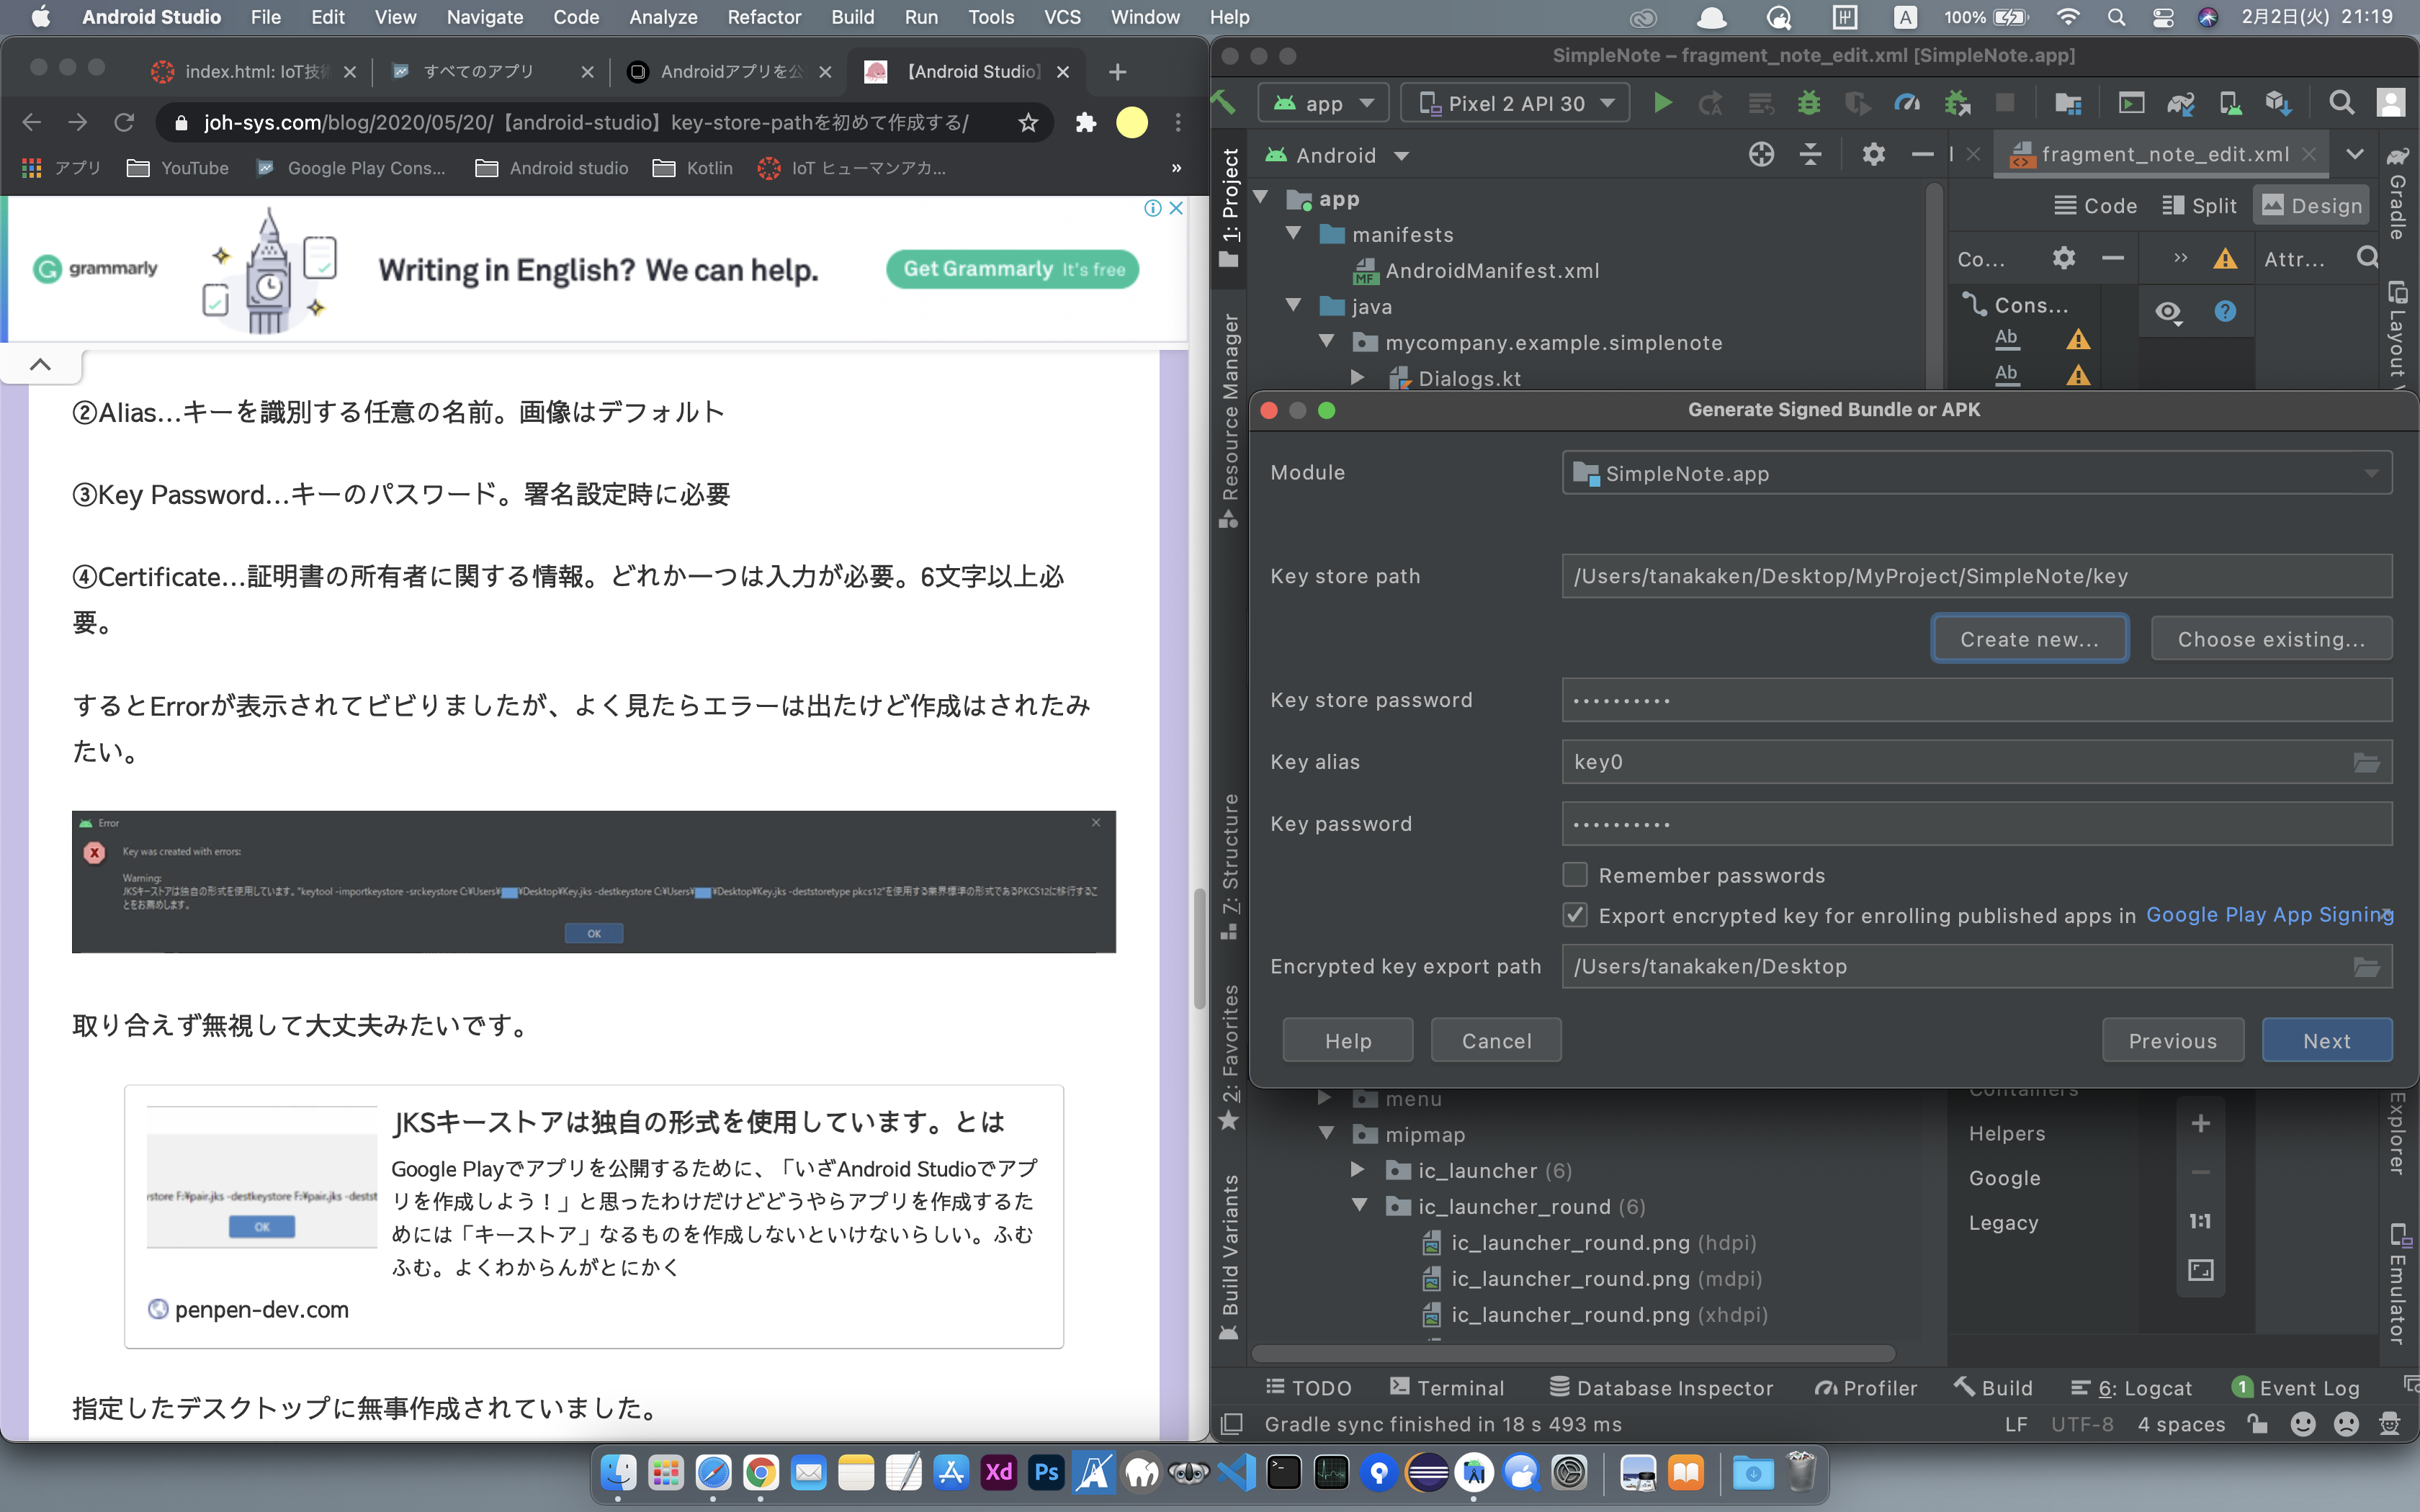 Android Studio File Edit View Navigate Code Analyze Refactor Build Run Tools VCS Window Help
A 100% 2月2日(火) 21:19
index.html: IoT技
すべてのアプリ
Androidアプリを公
【Android Studio】
joh-sys.com/blog/2020/05/20/【android-studio】key-store-pathを初めて作成する/
アプリ YouTube Google Play Cons... Android studio Kotlin IoT ヒューマンアカ... »
grammarly
Writing in English? We can help.
Get Grammarly It's free
②Alias…キーを識別する任意の名前。画像はデフォルト
③Key Password…キーのパスワード。署名設定時に必要
④Certificate…証明書の所有者に関する情報。どれか一つは入力が必要。6文字以上必
要。
するとErrorが表示されてビビりましたが、よく見たらエラーは出たけど作成はされたみ
たい。
Error
Key was created with errors:
Warning:
JKSキーストアは独自の形式を使用しています。"keytool -importkeystore -srckeystore C:¥Users¥ ¥Desktop¥Key.jks -destkeystore C:¥Users¥ ¥Desktop¥Key.jks -deststoretype pkcs12"を使用する業界標準の形式であるPKCS12に移行するこ
とをお薦めします。
OK
取り合えず無視して大丈夫みたいです。
JKSキーストアは独自の形式を使用しています。とは
Google Playでアプリを公開するために、「いざAndroid Studioでアプ
リを作成しよう！」と思ったわけだけどどうやらアプリを作成するた
めには「キーストア」なるものを作成しないといけないらしい。ふむ
ふむ。よくわからんがとにかく
ystore F:¥pair.jks -destkeystore F:¥pair.jks -destst
OK
penpen-dev.com
指定したデスクトップに無事作成されていました。
SimpleNote – fragment_note_edit.xml [SimpleNote.app]
app
Pixel 2 API 30
Android
fragment_note_edit.xml
Code Split Design
Co... » Attr...
Cons...
Ab
Ab
1: Project
Resource Manager
7: Structure
2: Favorites
Build Variants
Gradle
Layout
Explorer
Emulator
app
manifests
AndroidManifest.xml
java
mycompany.example.simplenote
Dialogs.kt
Generate Signed Bundle or APK
Module
SimpleNote.app
Key store path
/Users/tanakaken/Desktop/MyProject/SimpleNote/key
Create new...
Choose existing...
Key store password
••••••••••
Key alias
key0
Key password
••••••••••
Remember passwords
Export encrypted key for enrolling published apps in Google Play App Signing
Encrypted key export path
/Users/tanakaken/Desktop
Help Cancel Previous Next
menu
mipmap
ic_launcher (6)
ic_launcher_round (6)
ic_launcher_round.png (hdpi)
ic_launcher_round.png (mdpi)
ic_launcher_round.png (xhdpi)
Containers
Helpers
Google
Legacy
1:1
TODO Terminal Database Inspector Profiler Build 6: Logcat 1 Event Log
Gradle sync finished in 18 s 493 ms
LF UTF-8 4 spaces
Xd Ps